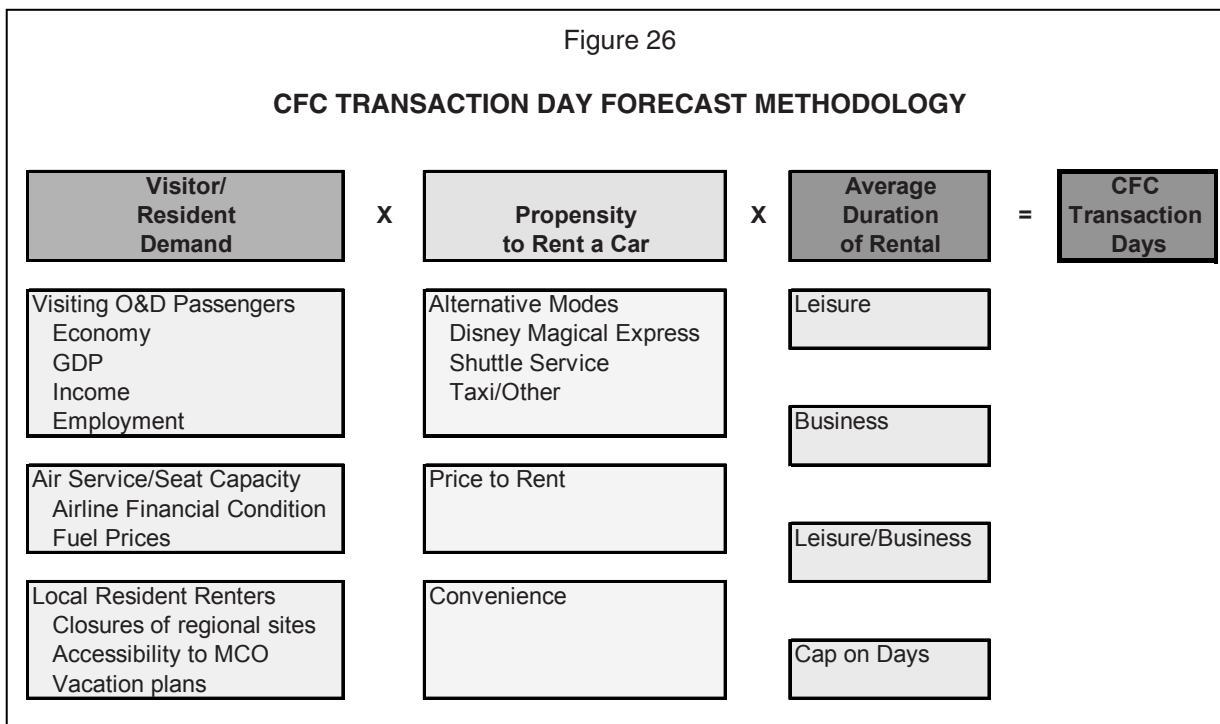 Figure 26
CFC TRANSACTION DAY FORECAST METHODOLOGY
Visitor/
Resident
Demand
X
Propensity
to Rent a Car
X
Average
Duration
of Rental
=
CFC
Transaction
Days
Visiting O&D Passengers
Economy
GDP
Income
Employment
Air Service/Seat Capacity
Airline Financial Condition
Fuel Prices
Local Resident Renters
Closures of regional sites
Accessibility to MCO
Vacation plans
Alternative Modes
Disney Magical Express
Shuttle Service
Taxi/Other
Price to Rent
Convenience
Leisure
Business
Leisure/Business
Cap on Days